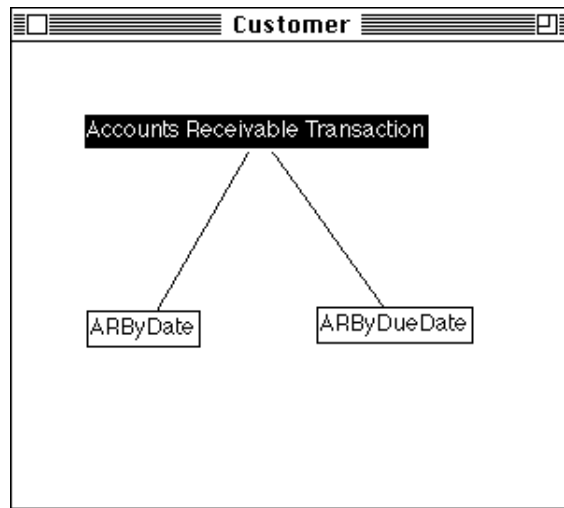 Customer
Accounts Receivable Transaction
ARByDate
ARByDueDate